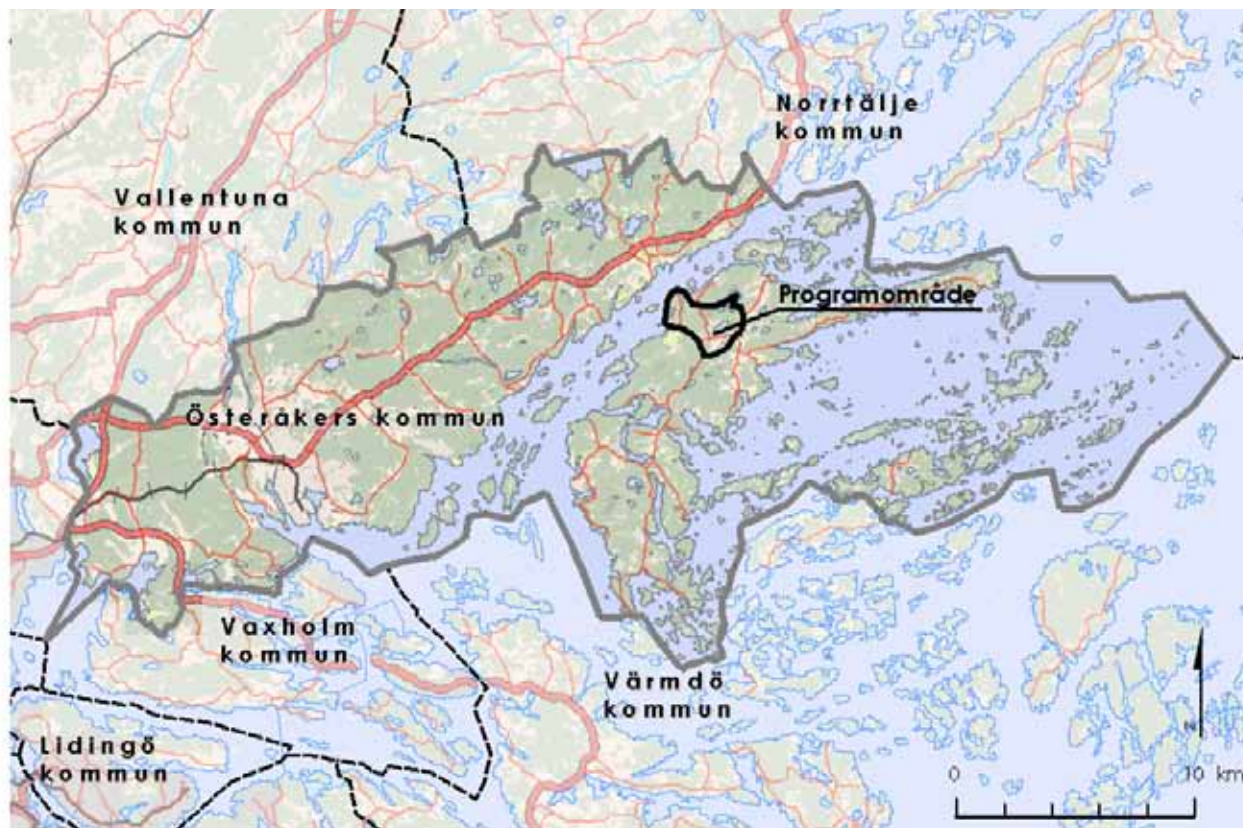 Norrtälje
kommun
Vallentuna
kommun
Programområde
Österåkers kommun
Vaxholm
kommun
Värmdö
kommun
Lidingö
kommun
N
0 10 km